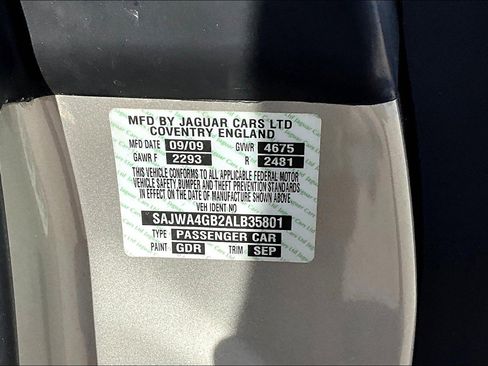 MFD BY JAGUAR CARS LTD
COVENTRY ENGLAND
MFD DATE 09/09 GVWR 4675
GAWR F 2293 R 2481
THIS VEHICLE CONFORMS TO ALL APPLICABLE FEDERAL MOTOR
VEHICLE SAFETY, BUMPER AND THEFT PREVENTION STANDARDS
IN EFFECT ON THE DATE OF MANUFACTURE SHOWN ABOVE
VEH IDENT NO
SAJWA4GB2ALB35801
TYPE PASSENGER CAR
PAINT GDR TRIM SEP